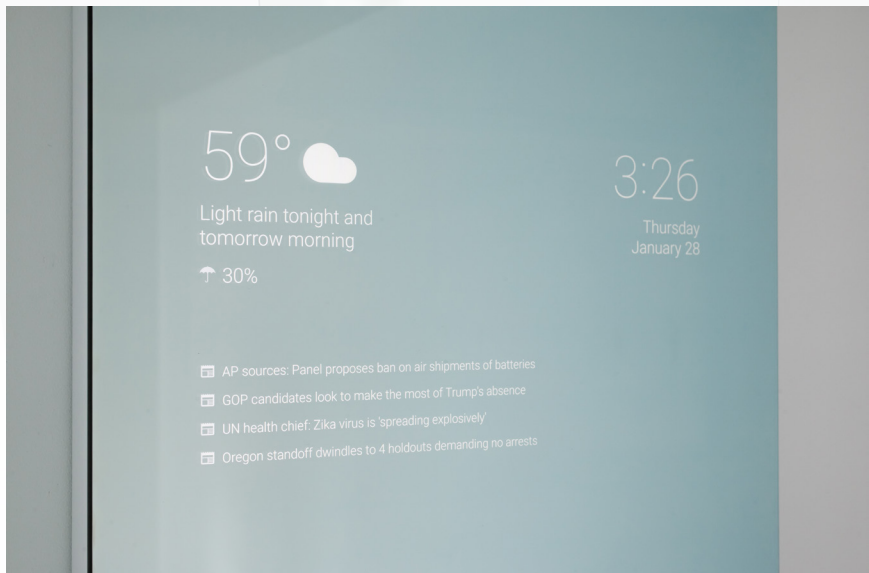 59°
Light rain tonight and
tomorrow morning
30%
3:26
Thursday
January 28
AP sources: Panel proposes ban on air shipments of batteries
GOP candidates look to make the most of Trump's absence
UN health chief: Zika virus is 'spreading explosively'
Oregon standoff dwindles to 4 holdouts demanding no arrests